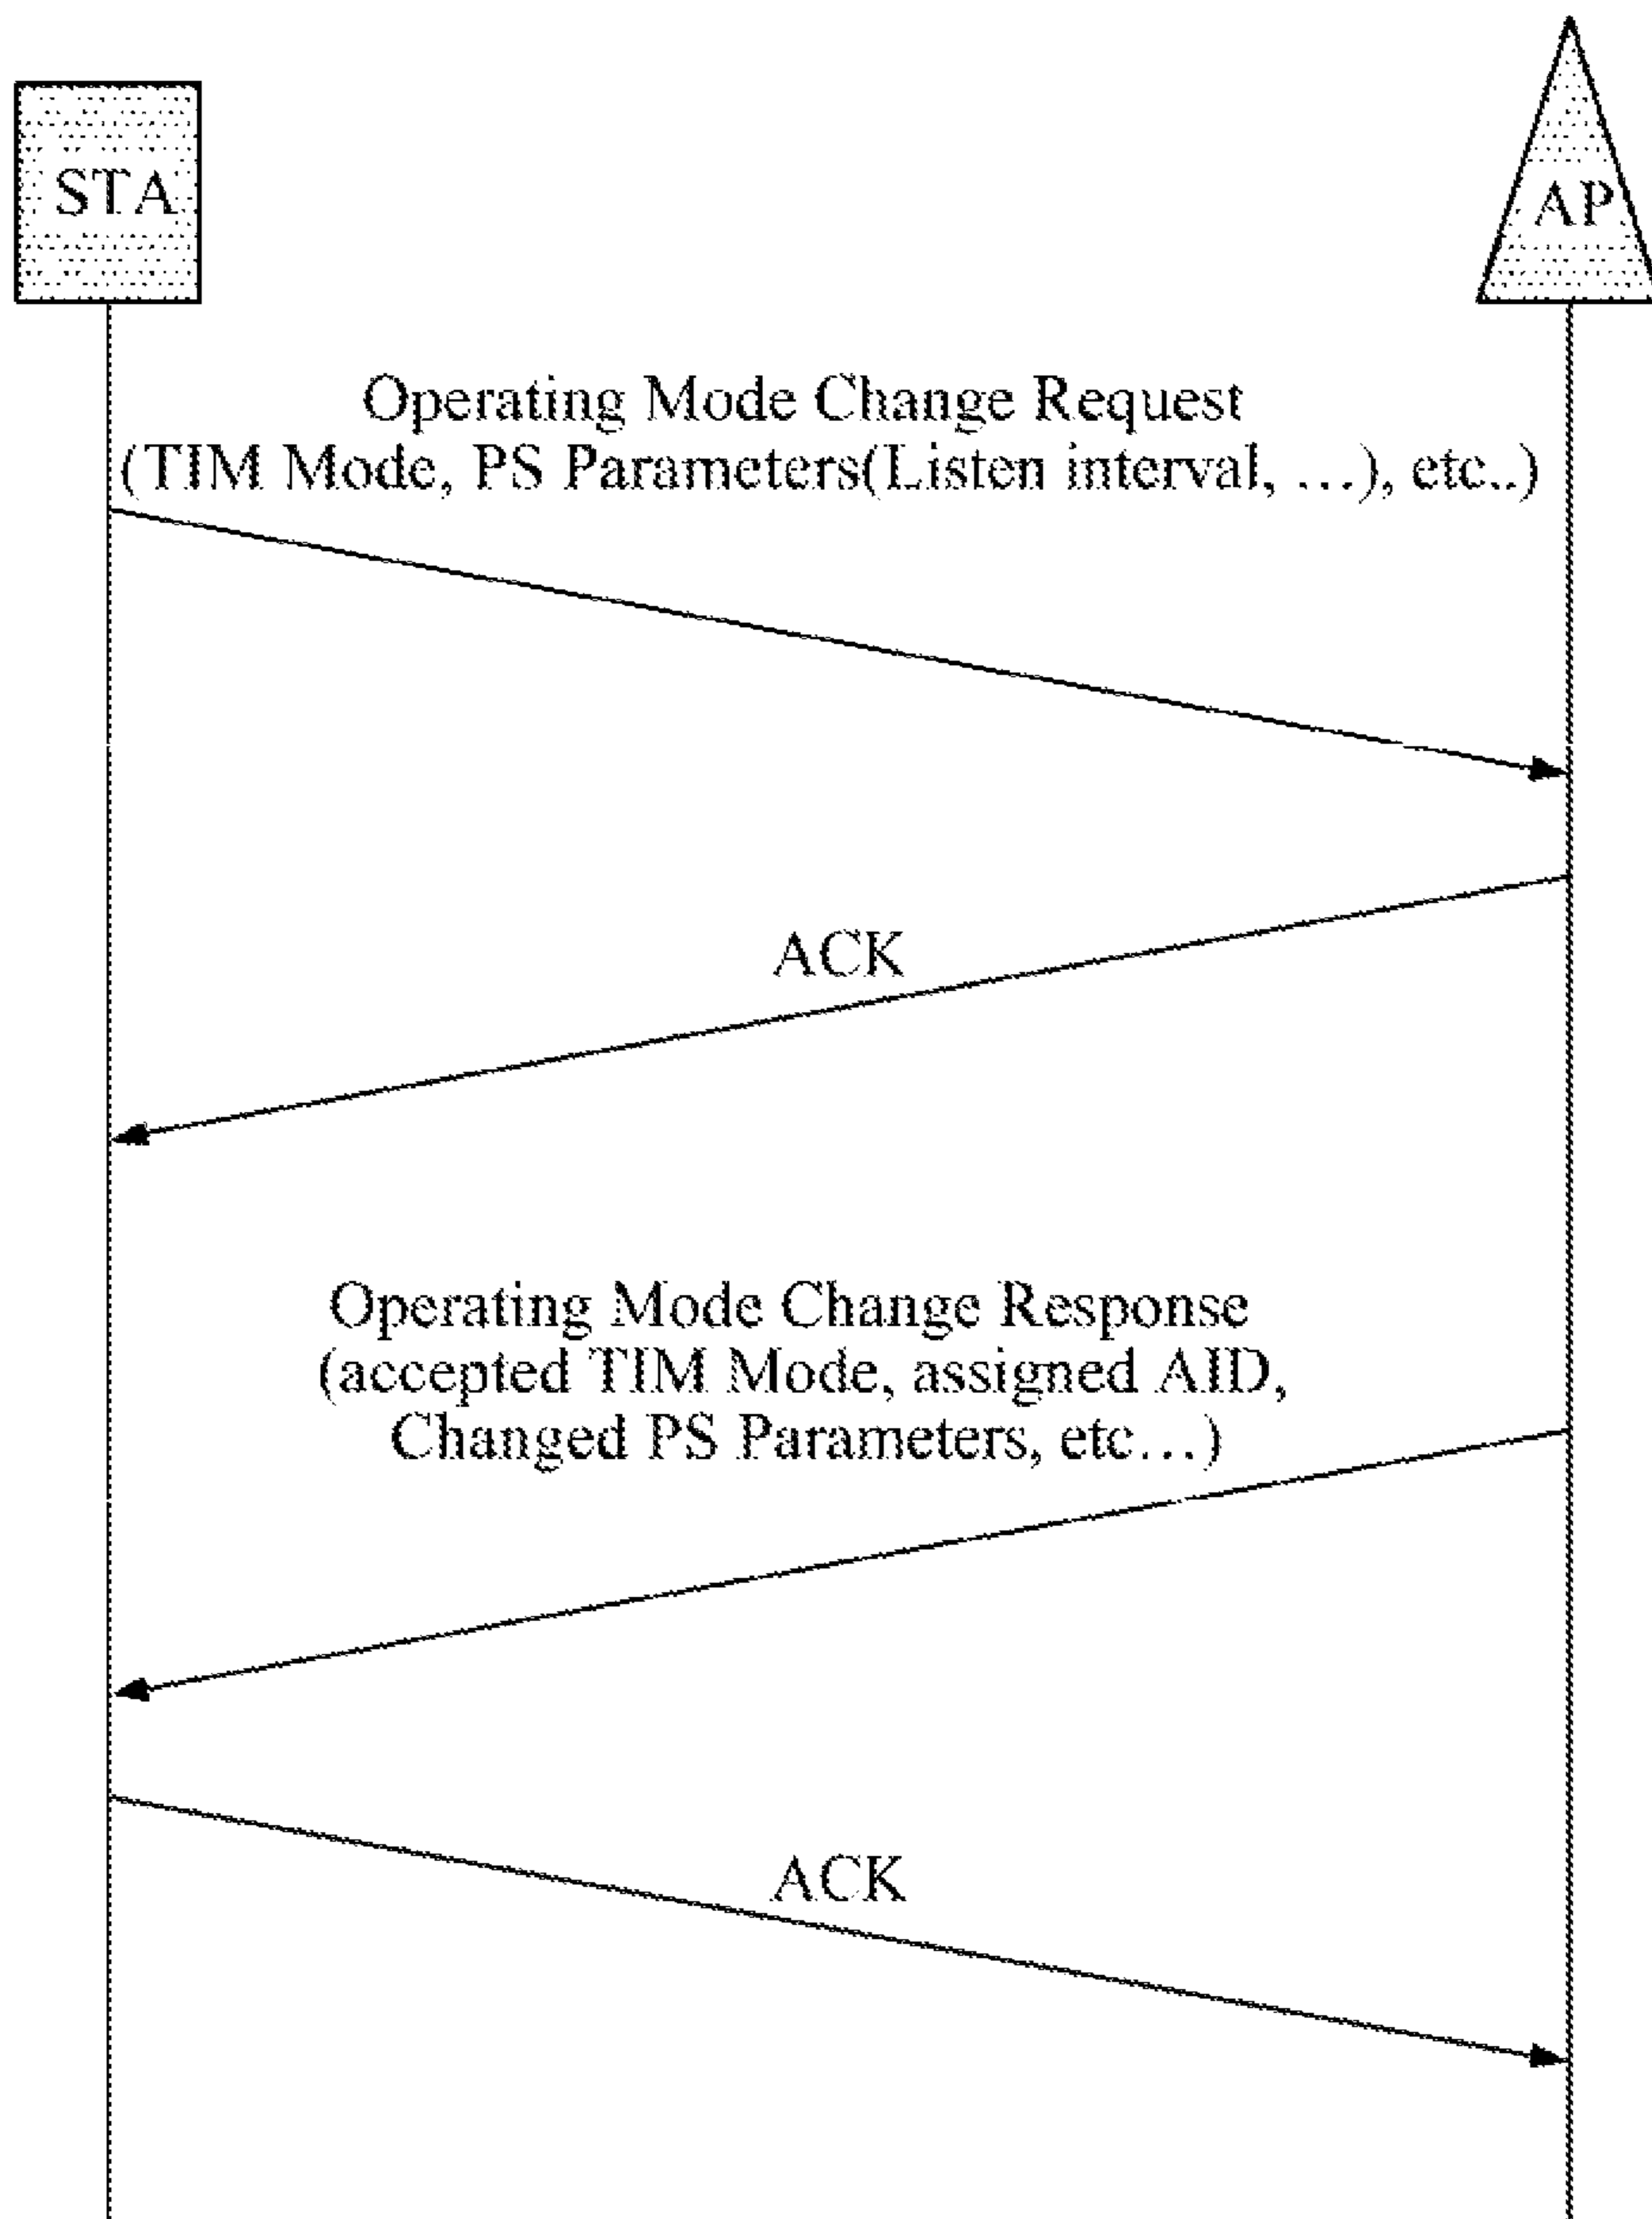 STA
AP
Operating Mode Change Request
(TIM Mode, PS Parameters(Listen interval, …), etc..)
ACK
Operating Mode Change Response
(accepted TIM Mode, assigned AID,
Changed PS Parameters, etc…)
ACK